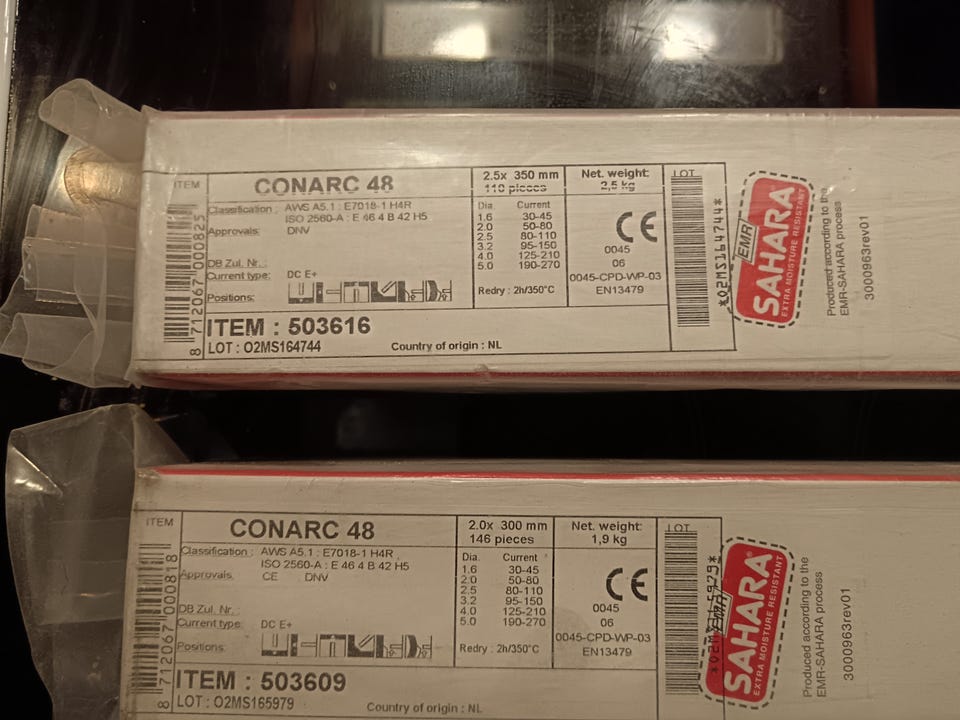 ITEM
CONARC 48
2.5x 350 mm
110 pieces
Net. weight:
2,5 kg
LOT
Classification : AWS A5.1 : E7018-1 H4R
ISO 2560-A : E 46 4 B 42 H5
Approvals: DNV
DB Zul. Nr. :
Current type: DC E+
Positions:
Dia. Current
1.6 30-45
2.0 50-80
2.5 80-110
3.2 95-150
4.0 125-210
5.0 190-270
Redry : 2h/350°C
CE
0045
06
0045-CPD-WP-03
EN13479
*O2MS164744*
EMR
SAHARA
EXTRA MOISTURE RESISTANT
Produced according to the
EMR-SAHARA process
3000963rev01
8 712067 000825
ITEM : 503616
LOT : O2MS164744
Country of origin : NL
ITEM
CONARC 48
2.0x 300 mm
146 pieces
Net. weight:
1,9 kg
LOT
Classification : AWS A5.1 : E7018-1 H4R
ISO 2560-A : E 46 4 B 42 H5
Approvals CE DNV
DB Zul. Nr. :
Current type: DC E+
Positions:
Dia. Current
1.6 30-45
2.0 50-80
2.5 80-110
3.2 95-150
4.0 125-210
5.0 190-270
Redry : 2h/350°C
CE
0045
06
0045-CPD-WP-03
EN13479
EMR
SAHARA®
EXTRA MOISTURE RESISTANT
Produced according to the
EMR-SAHARA process
3000963rev01
8 712067 000818
ITEM : 503609
LOT : O2MS165979
Country of origin : NL